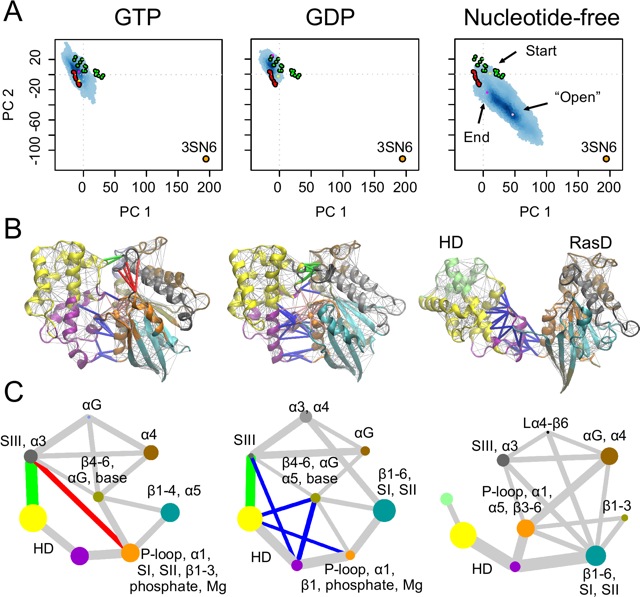 A
GTP
GDP
Nucleotide-free
PC 2
20
-20
-60
-100
3SN6
3SN6
Start
"Open"
End
3SN6
0 50 100 150 200
0 50 100 150 200
0 50 100 150 200
PC 1
PC 1
PC 1
B
HD
RasD
C
αG
SIII, α3
α4
β4-6,
αG, base
β1-4, α5
HD
P-loop, α1,
SI, SII, β1-3,
phosphate, Mg
α3, α4
SIII
αG
β4-6, αG
α5, base
β1-6,
SI, SII
HD
P-loop, α1,
β1, phosphate, Mg
Lα4-β6
SIII, α3
αG, α4
P-loop, α1,
α5, β3-6
β1-3
HD
β1-6,
SI, SII